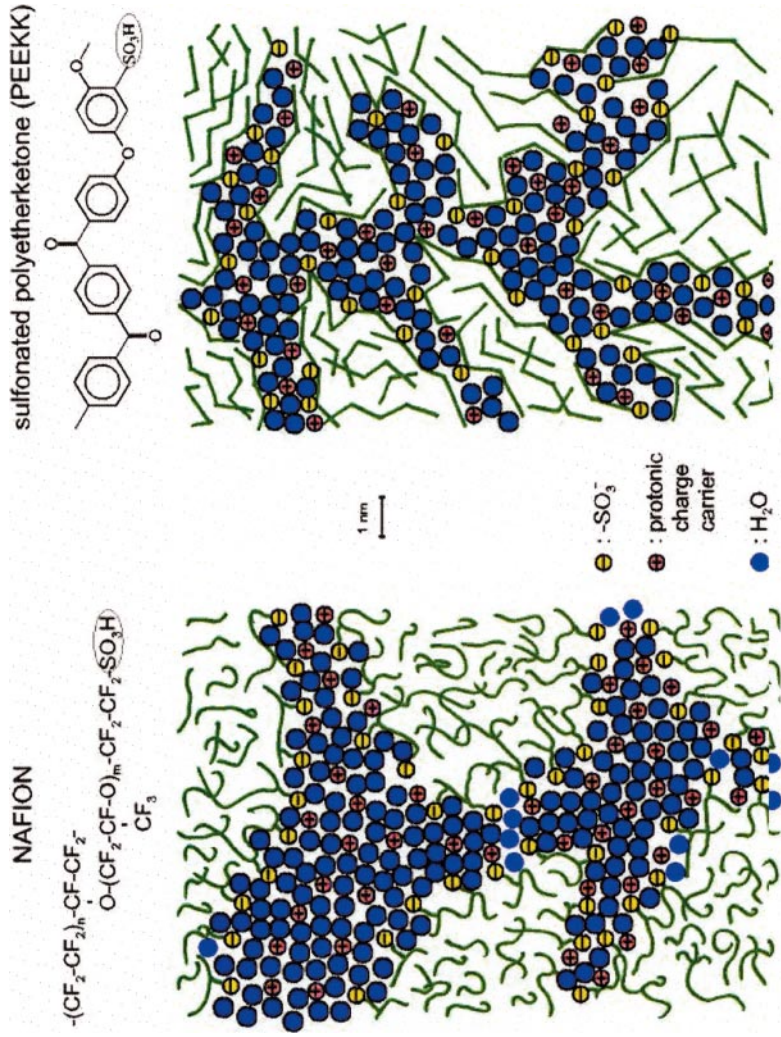 NAFION
-(CF₂-CF₂)ₙ-CF-CF₂-
O-(CF₂-CF-O)ₘ-CF₂-CF₂-SO₃H
CF₃
sulfonated polyetherketone (PEEKK)
O
O
O
O
SO₃H
1 nm
: -SO₃⁻
: protonic
charge
carrier
: H₂O